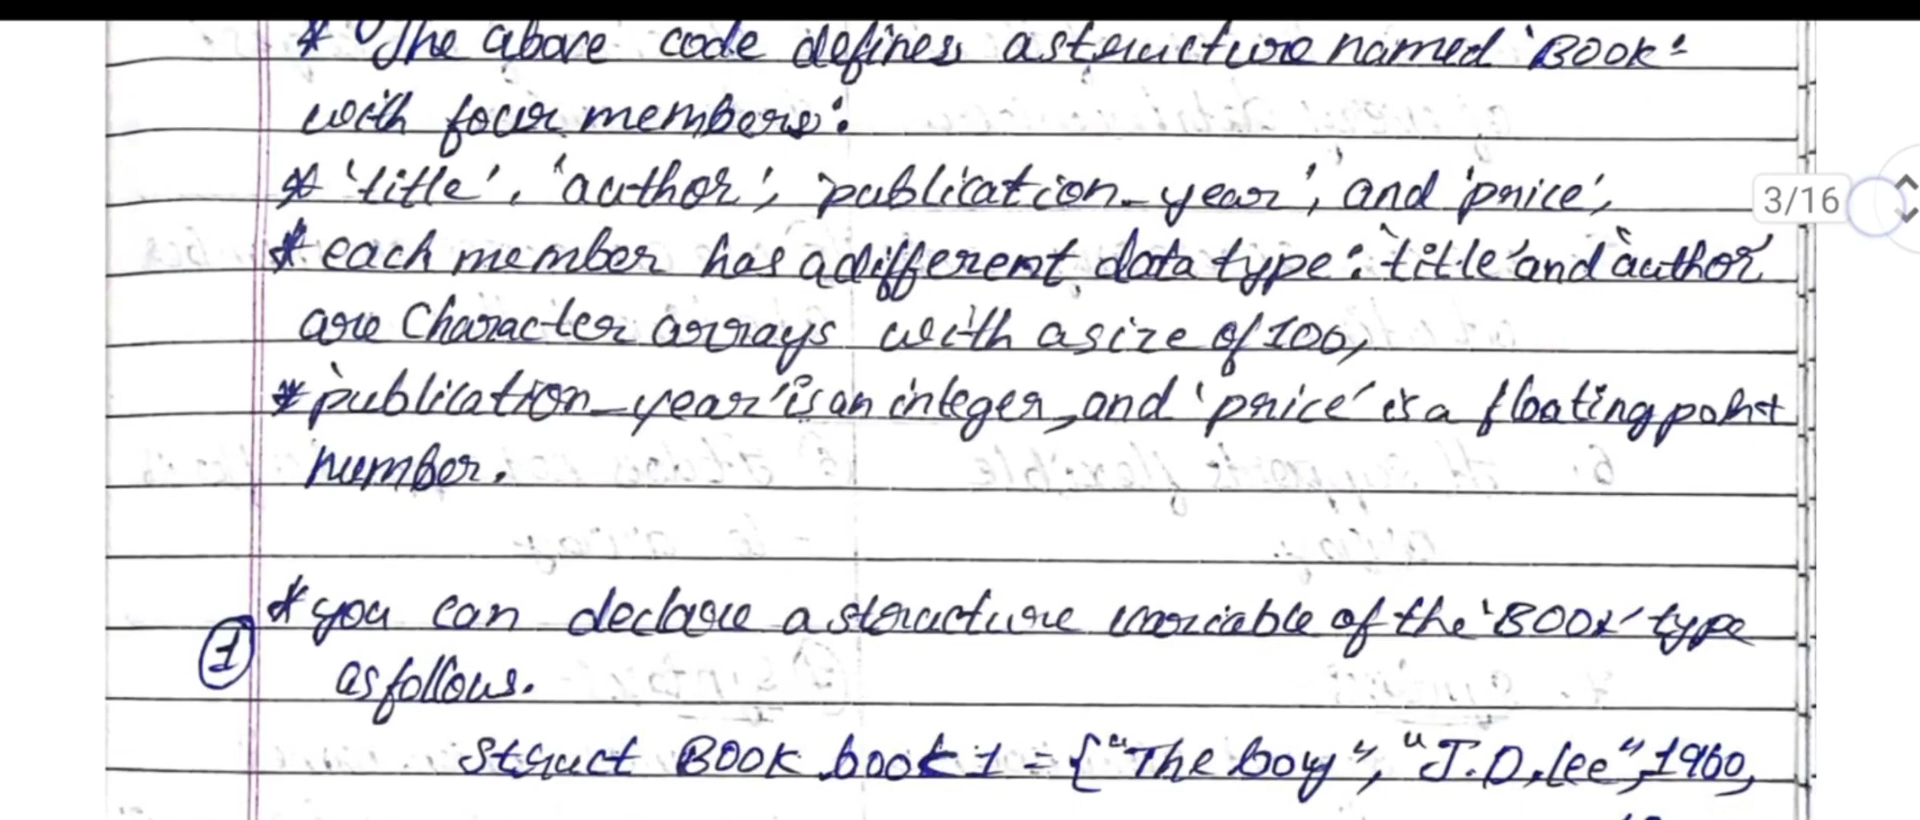 * The above code defines a structure named 'BOOK'
with four members:
* 'title', 'author', 'publication_year', and 'price',
* each member has a different data type: 'title' and 'author'
are Character arrays with a size of 100,
* 'publication_year' is an integer, and 'price' is a floating point
number.
* you can declare a structure variable of the 'BOOK' type
1
as follows.
struct BOOK book1 = {"The boy", "J.D.lee", 1960,
3/16